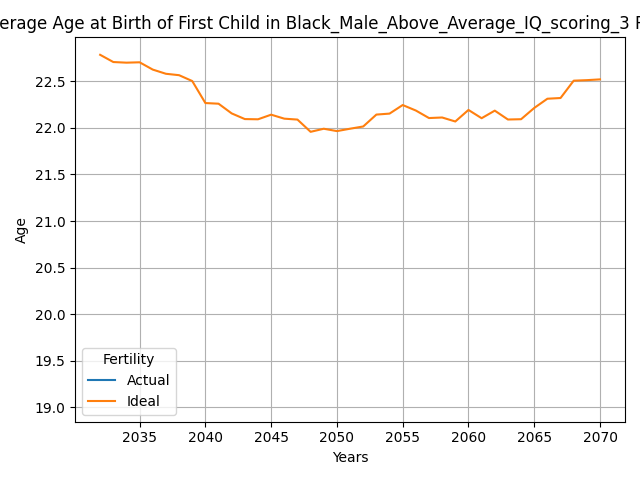 erage Age at Birth of First Child in Black_Male_Above_Average_IQ_scoring_3
Age
22.5
22.0
21.5
21.0
20.5
20.0
19.5
19.0
Fertility
Actual
Ideal
2035 2040 2045 2050 2055 2060 2065 2070
Years